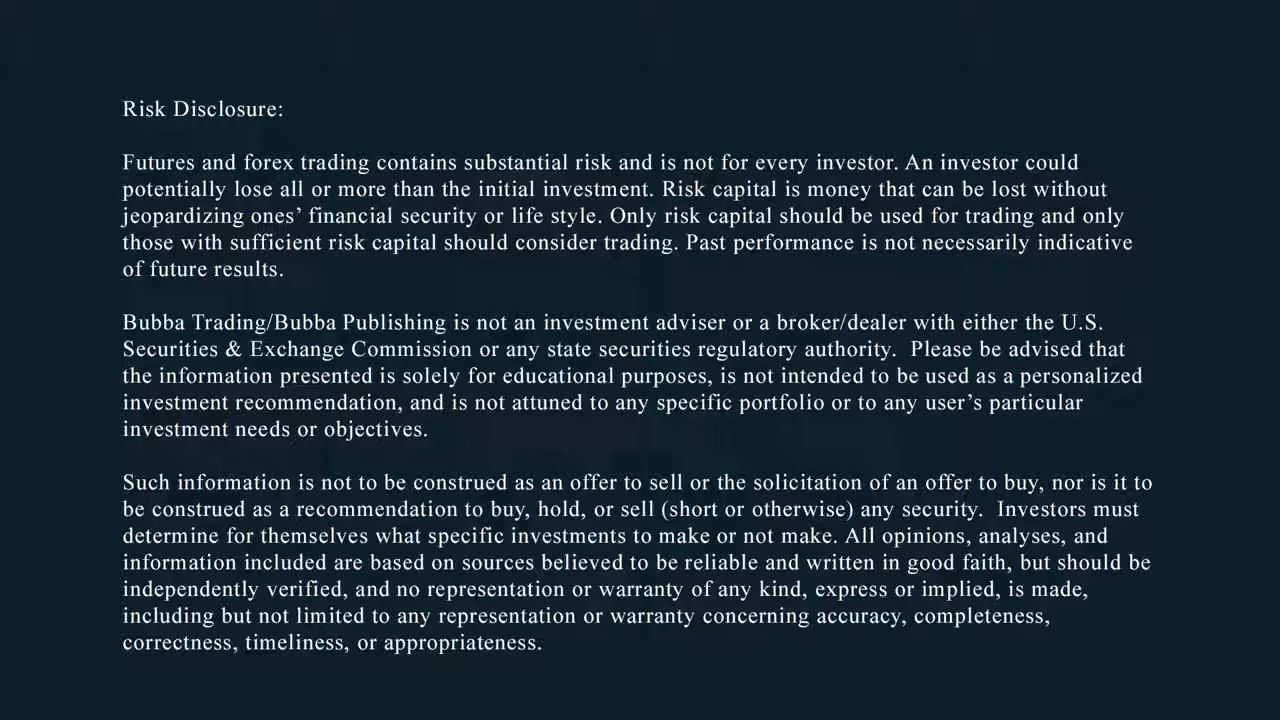 Risk Disclosure:
Futures and forex trading contains substantial risk and is not for every investor. An investor could
potentially lose all or more than the initial investment. Risk capital is money that can be lost without
jeopardizing ones’ financial security or life style. Only risk capital should be used for trading and only
those with sufficient risk capital should consider trading. Past performance is not necessarily indicative
of future results.
Bubba Trading/Bubba Publishing is not an investment adviser or a broker/dealer with either the U.S.
Securities & Exchange Commission or any state securities regulatory authority.  Please be advised that
the information presented is solely for educational purposes, is not intended to be used as a personalized
investment recommendation, and is not attuned to any specific portfolio or to any user’s particular
investment needs or objectives.
Such information is not to be construed as an offer to sell or the solicitation of an offer to buy, nor is it to
be construed as a recommendation to buy, hold, or sell (short or otherwise) any security.  Investors must
determine for themselves what specific investments to make or not make. All opinions, analyses, and
information included are based on sources believed to be reliable and written in good faith, but should be
independently verified, and no representation or warranty of any kind, express or implied, is made,
including but not limited to any representation or warranty concerning accuracy, completeness,
correctness, timeliness, or appropriateness.